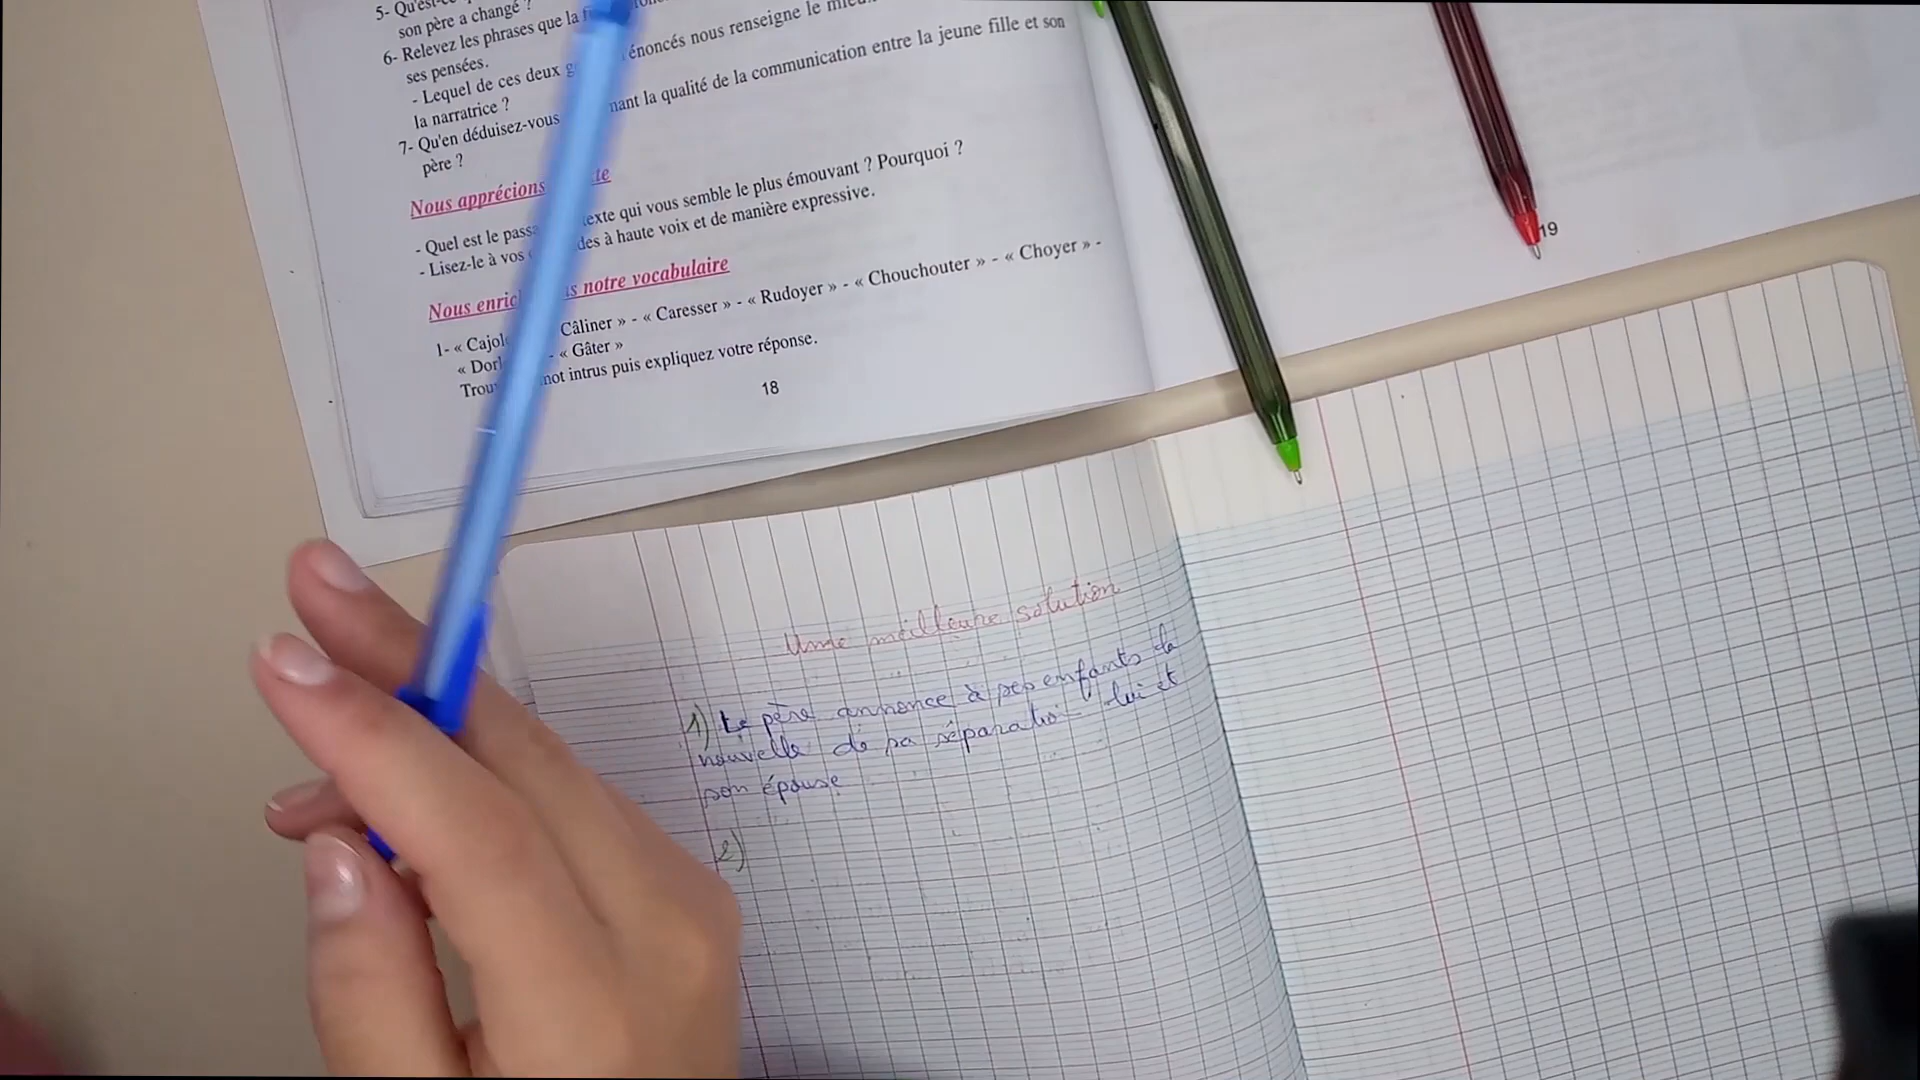 5- Qu'est-ce
son père a changé ?
6- Relevez les phrases que la
ses pensées.
- Lequel de ces deux énoncés nous renseigne le
la narratrice ?
7- Qu'en déduisez-vous nant la qualité de la communication entre la jeune fille et son
père ?
Nous apprécions te
- Quel est le pass exte qui vous semble le plus émouvant ? Pourquoi ?
- Lisez-le à vos des à haute voix et de manière expressive.
Nous enric s notre vocabulaire
1- « Cajol Câliner » - « Caresser » - « Rudoyer » - « Chouchouter » - « Choyer » -
« Dorl - « Gâter »
Trou mot intrus puis expliquez votre réponse.
18
19
Une meilleure solution
1) Le père annonce à ses enfants la
nouvelle de sa séparation lui et
son épouse
2)